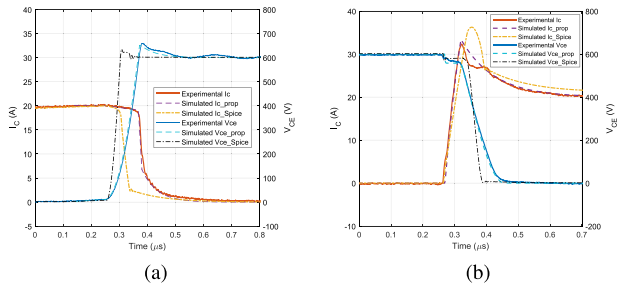 40
35
30
25
20
15
10
5
0
-5
I_C (A)
800
700
600
500
400
300
200
100
0
-100
V_CE (V)
Experimental Ic
Simulated Ic_prop
Simulated Ic_Spice
Experimental Vce
Simulated Vce_prop
Simulated Vce_Spice
0 0.1 0.2 0.3 0.4 0.5 0.6 0.7 0.8
Time (μs)
(a)
40
30
20
10
0
-10
I_C (A)
800
600
400
200
0
-200
V_CE (V)
Experimental Ic
Simulated Ic_prop
Simulated Ic_Spice
Experimental Vce
Simulated Vce_prop
Simulated Vce_Spice
0 0.1 0.2 0.3 0.4 0.5 0.6 0.7
Time (μs)
(b)